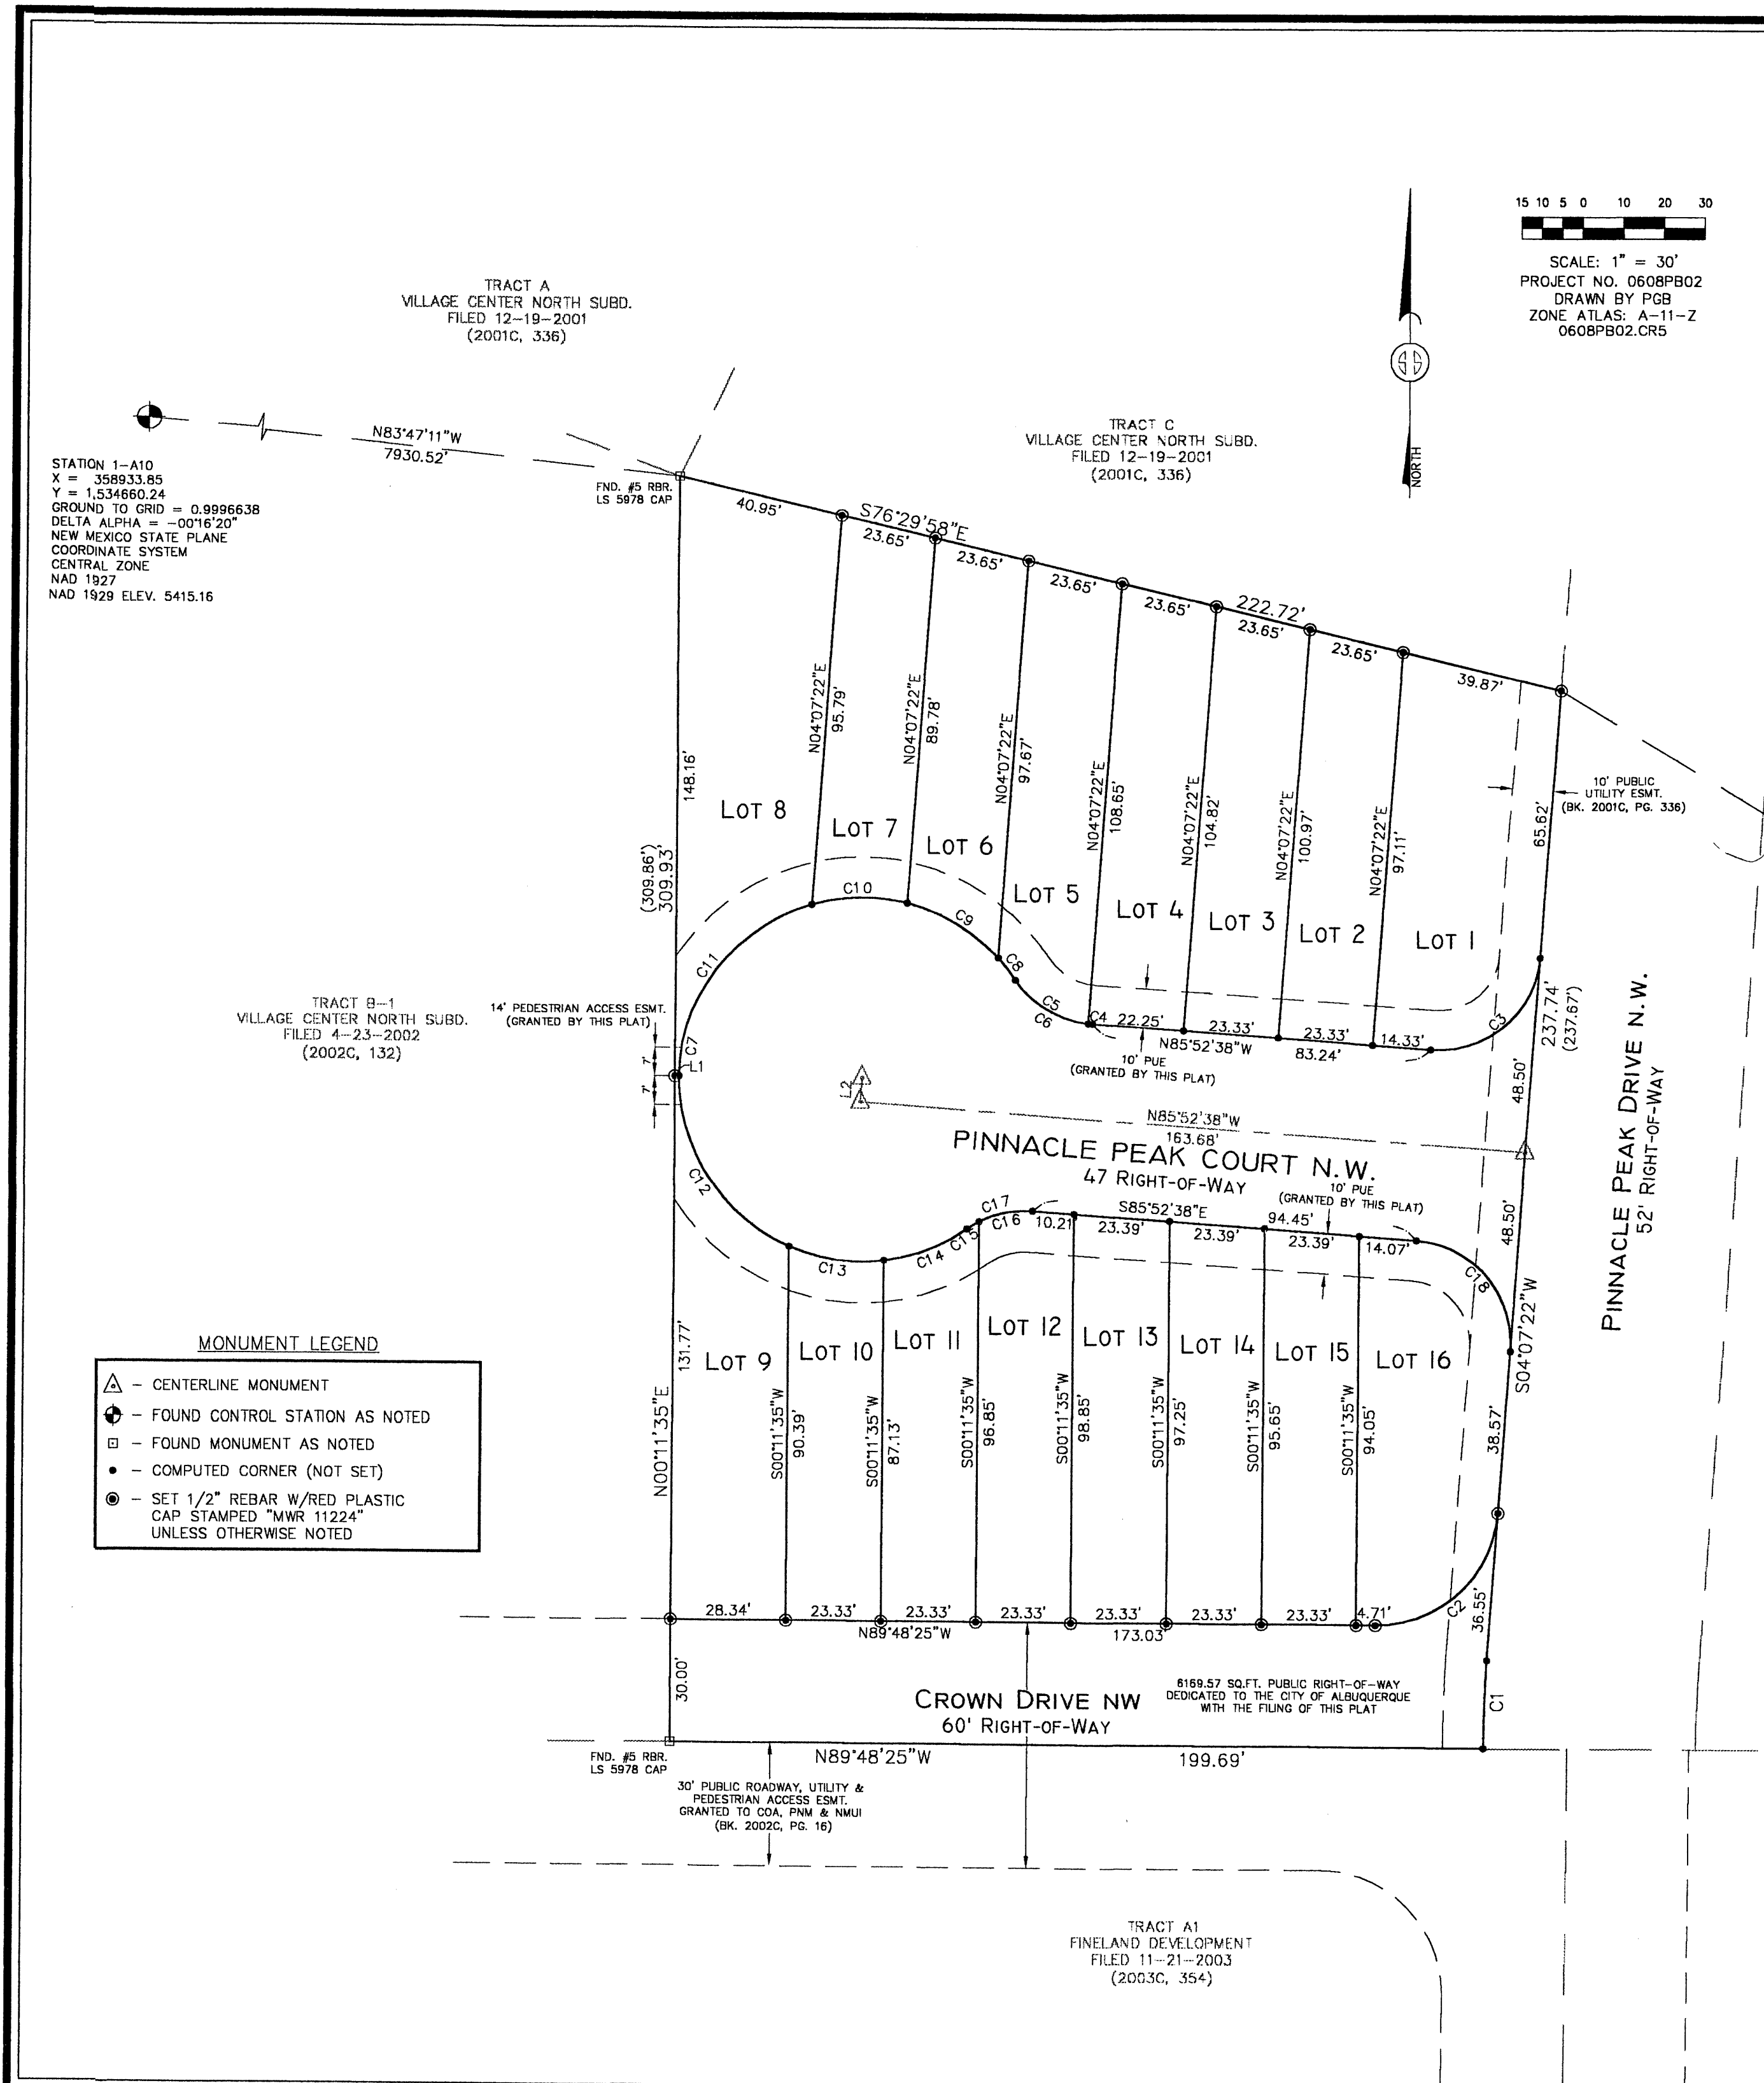 15 10 5 0 10 20 30
SCALE: 1" = 30'
PROJECT NO. 0608PB02
DRAWN BY PGB
ZONE ATLAS: A-11-Z
0608PB02.CR5
NORTH
TRACT A
VILLAGE CENTER NORTH SUBD.
FILED 12-19-2001
(2001C, 336)
TRACT C
VILLAGE CENTER NORTH SUBD.
FILED 12-19-2001
(2001C, 336)
N83°47'11"W
7930.52'
STATION 1-A10
X = 358933.85
Y = 1,534660.24
GROUND TO GRID = 0.9996638
DELTA ALPHA = -00°16'20"
NEW MEXICO STATE PLANE
COORDINATE SYSTEM
CENTRAL ZONE
NAD 1927
NAD 1929 ELEV. 5415.16
FND. #5 RBR.
LS 5978 CAP
40.95'
S76°29'58"E
23.65'
23.65'
23.65'
23.65'
222.72'
23.65'
23.65'
39.87'
10' PUBLIC
UTILITY ESMT.
(BK. 2001C, PG. 336)
65.62'
N04°07'22"E
95.79'
N04°07'22"E
89.78'
N04°07'22"E
97.67'
N04°07'22"E
108.65'
N04°07'22"E
104.82'
N04°07'22"E
100.97'
N04°07'22"E
97.11'
148.16'
(309.86')
309.93'
LOT 8
LOT 7
LOT 6
LOT 5
LOT 4
LOT 3
LOT 2
LOT 1
C10
C9
C8
C11
C5
C6
C4
22.25'
23.33'
23.33'
14.33'
N85°52'38"W
83.24'
C3
10' PUE
(GRANTED BY THIS PLAT)
237.74'
(237.67')
48.50'
TRACT B-1
VILLAGE CENTER NORTH SUBD.
FILED 4-23-2002
(2002C, 132)
14' PEDESTRIAN ACCESS ESMT.
(GRANTED BY THIS PLAT)
7'
7'
C7
L1
L2
N85°52'38"W
163.68'
PINNACLE PEAK COURT N.W.
47 RIGHT-OF-WAY
10' PUE
(GRANTED BY THIS PLAT)
PINNACLE PEAK DRIVE N.W.
52' RIGHT-OF-WAY
48.50'
S04°07'22"W
C12
C13
C14
C15
C17
C16
10.21
S85°52'38"E
23.39'
23.39'
94.45'
23.39'
14.07'
C18
38.57'
131.77'
N00°11'35"E
LOT 9
LOT 10
LOT 11
LOT 12
LOT 13
LOT 14
LOT 15
LOT 16
S00°11'35"W
90.39'
S00°11'35"W
87.13'
S00°11'35"W
96.85'
S00°11'35"W
98.85'
S00°11'35"W
97.25'
S00°11'35"W
95.65'
S00°11'35"W
94.05'
MONUMENT LEGEND
- CENTERLINE MONUMENT
- FOUND CONTROL STATION AS NOTED
- FOUND MONUMENT AS NOTED
- COMPUTED CORNER (NOT SET)
- SET 1/2" REBAR W/RED PLASTIC
CAP STAMPED "MWR 11224"
UNLESS OTHERWISE NOTED
28.34'
23.33'
23.33'
23.33'
23.33'
23.33'
23.33'
4.71'
N89°48'25"W
173.03'
C2
36.55'
C1
30.00'
CROWN DRIVE NW
60' RIGHT-OF-WAY
6169.57 SQ.FT. PUBLIC RIGHT-OF-WAY
DEDICATED TO THE CITY OF ALBUQUERQUE
WITH THE FILING OF THIS PLAT
FND. #5 RBR.
LS 5978 CAP
N89°48'25"W
199.69'
30' PUBLIC ROADWAY, UTILITY &
PEDESTRIAN ACCESS ESMT.
GRANTED TO COA, PNM & NMUI
(BK. 2002C, PG. 16)
TRACT A1
FINELAND DEVELOPMENT
FILED 11-21-2003
(2003C, 354)